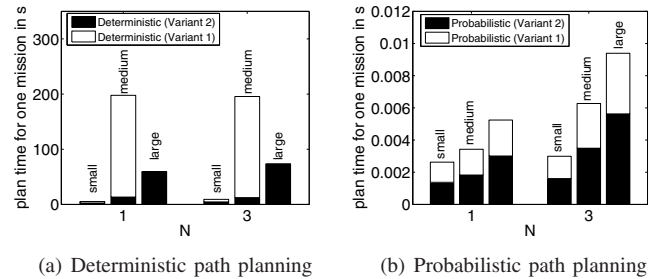 plan time for one mission in s
300
200
100
0
Deterministic (Variant 2)
Deterministic (Variant 1)
small
medium
large
small
medium
large
1
3
N
(a) Deterministic path planning
plan time for one mission in s
0.012
0.01
0.008
0.006
0.004
0.002
0
Probabilistic (Variant 2)
Probabilistic (Variant 1)
small
medium
large
small
medium
large
1
3
N
(b) Probabilistic path planning